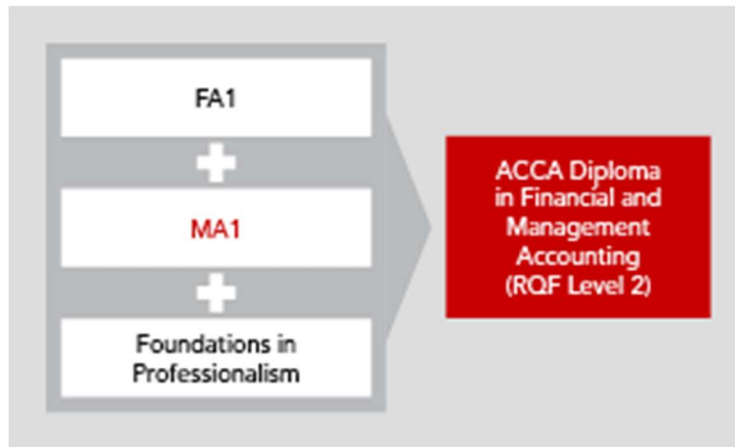 FA1
MA1
Foundations in
Professionalism
ACCA Diploma
in Financial and
Management
Accounting
(RQF Level 2)